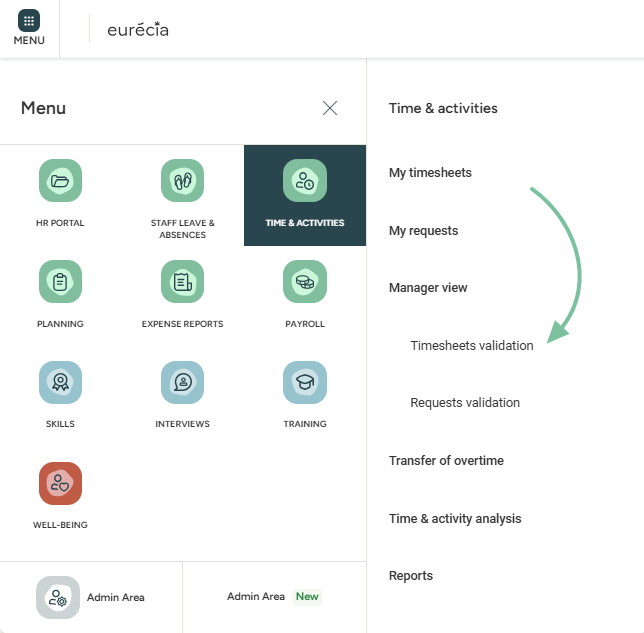 MENU
eurécia
Menu
HR PORTAL
STAFF LEAVE &
ABSENCES
TIME & ACTIVITIES
PLANNING
EXPENSE REPORTS
PAYROLL
SKILLS
INTERVIEWS
TRAINING
WELL-BEING
Admin Area
Admin Area New
Time & activities
My timesheets
My requests
Manager view
Timesheets validation
Requests validation
Transfer of overtime
Time & activity analysis
Reports